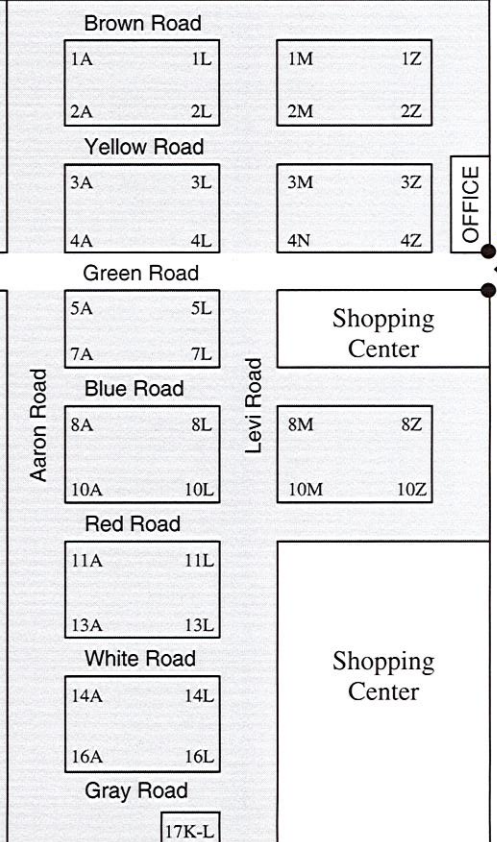 Brown Road
1A 1L 1M 1Z
2A 2L 2M 2Z
Yellow Road
3A 3L 3M 3Z
OFFICE
4A 4L 4N 4Z
Green Road
5A 5L
Shopping
Center
7A 7L
Blue Road
Aaron Road
Levi Road
8A 8L 8M 8Z
10A 10L 10M 10Z
Red Road
11A 11L
13A 13L
White Road
Shopping
Center
14A 14L
16A 16L
Gray Road
17K-L